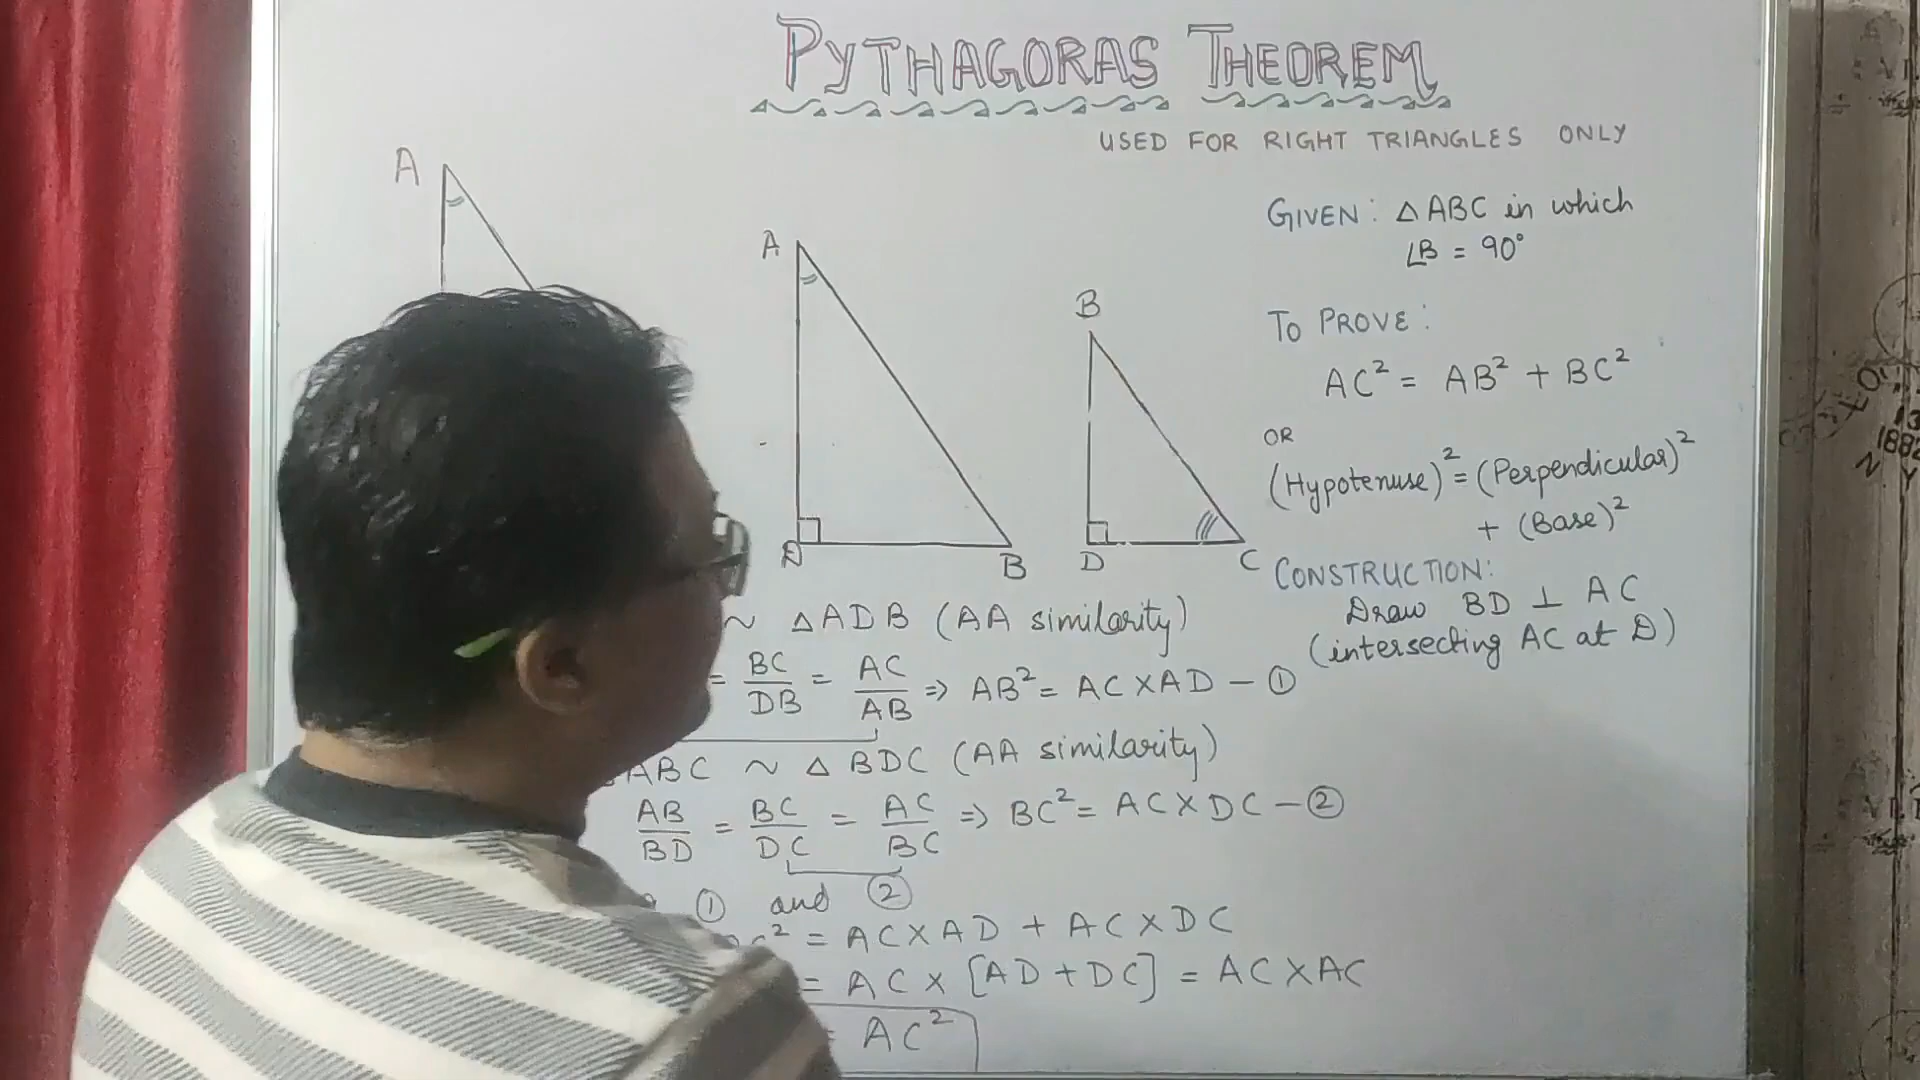 PYTHAGORAS THEOREM
USED FOR RIGHT TRIANGLES ONLY
A
A
B
D
B
D
C
GIVEN: △ABC in which
∠B = 90°
TO PROVE:
AC² = AB² + BC²
OR
(Hypotenuse)² = (Perpendicular)²
+ (Base)²
CONSTRUCTION:
Draw BD ⊥ AC
(intersecting AC at D)
~ △ADB (AA similarity)
= BC/DB = AC/AB ⇒ AB² = AC×AD – ①
ABC ~ △BDC (AA similarity)
AB/BD = BC/DC = AC/BC ⇒ BC² = AC×DC – ②
① and ②
= AC×AD + AC×DC
= AC × [AD + DC] = AC×AC
AC²